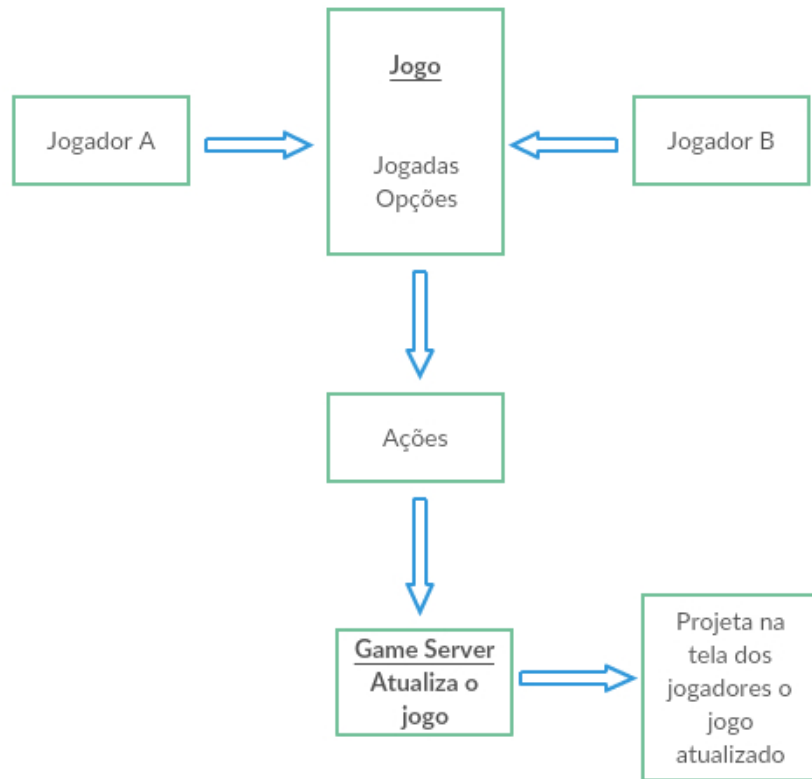 Jogo
Jogador A
Jogadas
Opções
Jogador B
Ações
Game Server
Atualiza o
jogo
Projeta na
tela dos
jogadores o
jogo
atualizado